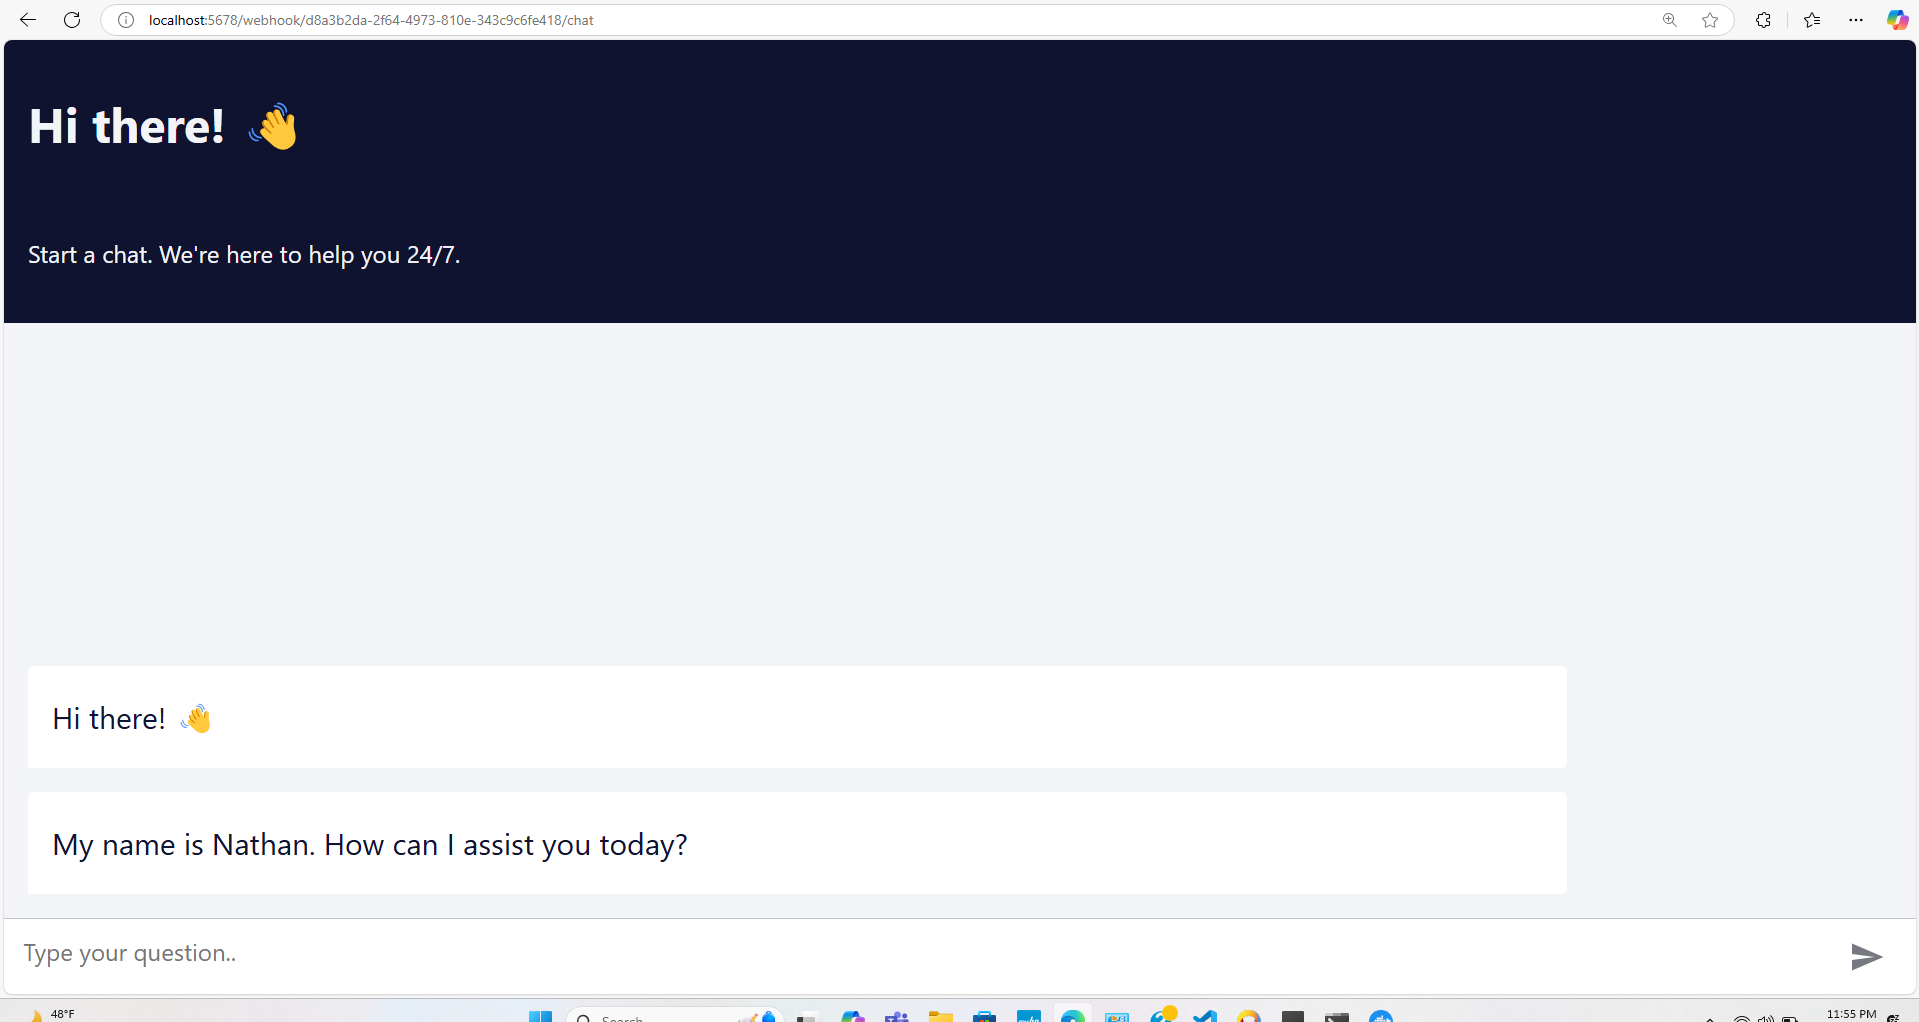 localhost:5678/webhook/d8a3b2da-2f64-4973-810e-343c9c6fe418/chat
Hi there! 👋
Start a chat. We're here to help you 24/7.
Hi there! 👋
My name is Nathan. How can I assist you today?
Type your question..
48°F
Search
11:55 PM